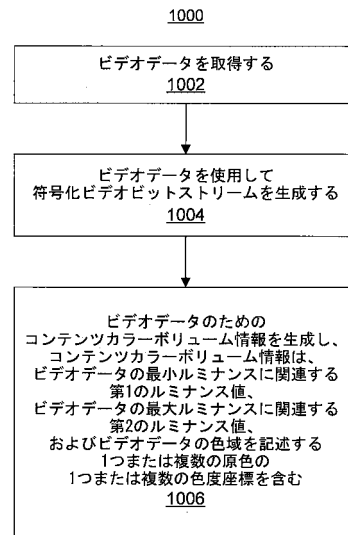 1000
ビデオデータを取得する
1002
ビデオデータを使用して
符号化ビデオビットストリームを生成する
1004
ビデオデータのための
コンテンツカラーボリューム情報を生成し、
コンテンツカラーボリューム情報は、
ビデオデータの最小ルミナンスに関連する
第1のルミナンス値、
ビデオデータの最大ルミナンスに関連する
第2のルミナンス値、
およびビデオデータの色域を記述する
1つまたは複数の原色の
1つまたは複数の色度座標を含む
1006